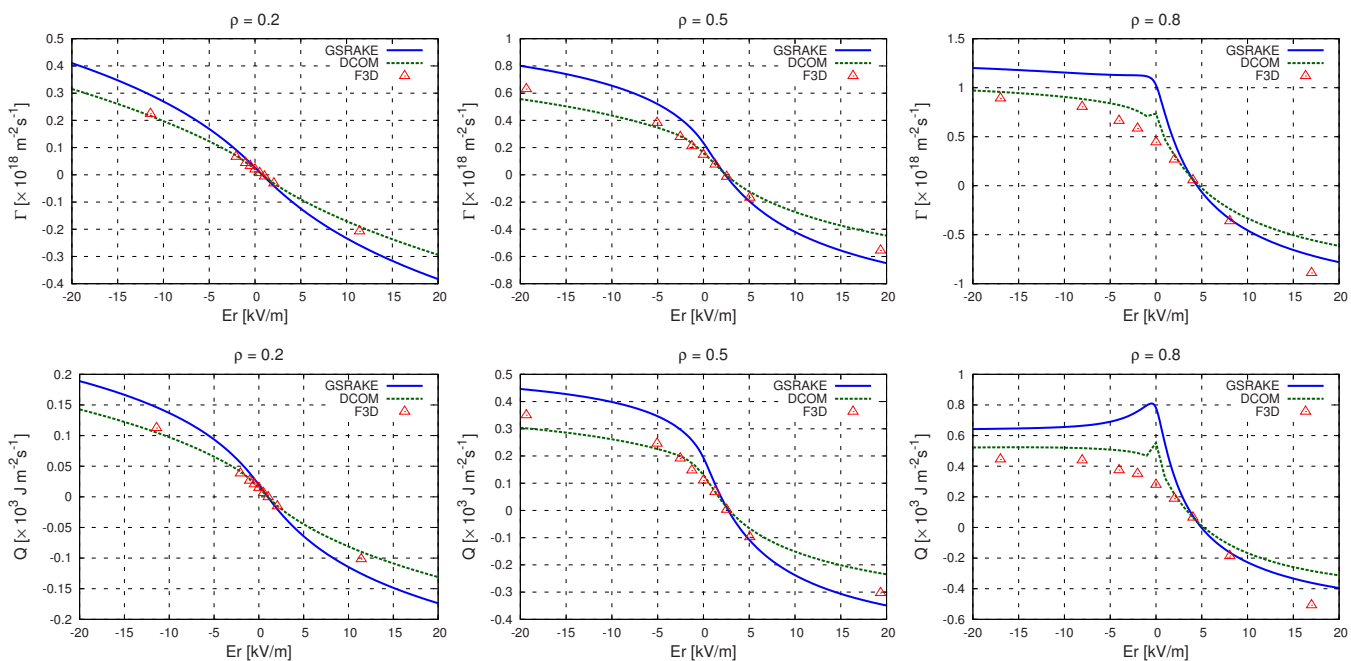 ρ = 0.2
Γ [× 10^18 m^-2 s^-1]
0.5
0.4
0.3
0.2
0.1
0
-0.1
-0.2
-0.3
-0.4
GSRAKE
DCOM
F3D
-20 -15 -10 -5 0 5 10 15 20
Er [kV/m]
ρ = 0.5
Γ [× 10^18 m^-2 s^-1]
1
0.8
0.6
0.4
0.2
0
-0.2
-0.4
-0.6
-0.8
GSRAKE
DCOM
F3D
-20 -15 -10 -5 0 5 10 15 20
Er [kV/m]
ρ = 0.8
Γ [× 10^18 m^-2 s^-1]
1.5
1
0.5
0
-0.5
-1
GSRAKE
DCOM
F3D
-20 -15 -10 -5 0 5 10 15 20
Er [kV/m]
ρ = 0.2
Q [× 10^3 J m^-2 s^-1]
0.2
0.15
0.1
0.05
0
-0.05
-0.1
-0.15
-0.2
GSRAKE
DCOM
F3D
-20 -15 -10 -5 0 5 10 15 20
Er [kV/m]
ρ = 0.5
Q [× 10^3 J m^-2 s^-1]
0.5
0.4
0.3
0.2
0.1
0
-0.1
-0.2
-0.3
-0.4
GSRAKE
DCOM
F3D
-20 -15 -10 -5 0 5 10 15 20
Er [kV/m]
ρ = 0.8
Q [× 10^3 J m^-2 s^-1]
1
0.8
0.6
0.4
0.2
0
-0.2
-0.4
-0.6
GSRAKE
DCOM
F3D
-20 -15 -10 -5 0 5 10 15 20
Er [kV/m]